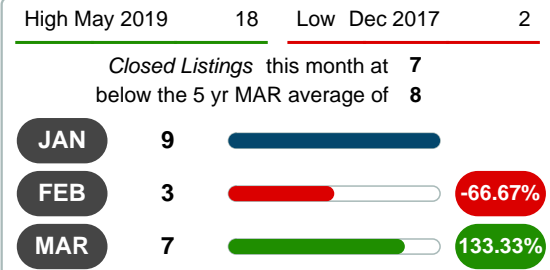 High May 2019 18 Low Dec 2017 2
Closed Listings this month at 7
below the 5 yr MAR average of 8
JAN 9
FEB 3 -66.67%
MAR 7 133.33%